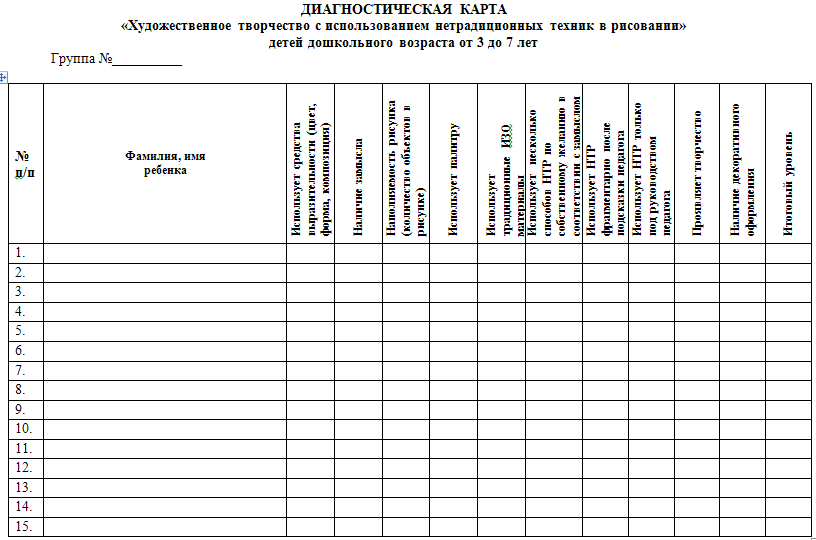 ДИАГНОСТИЧЕСКАЯ КАРТА
«Художественное творчество с использованием нетрадиционных техник в рисовании»
детей дошкольного возраста от 3 до 7 лет
Группа №__________
№
п/п
Фамилия, имя
ребенка
Использует средства
выразительности (цвет,
форма, композиция)
Наличие замысла
Наполняемость рисунка
(количество объектов в
рисунке)
Использует палитру
Использует
традиционные ИЗО
материалы
Использует несколько
способов НТР по
собственному желанию в
соответствии с замыслом
Использует НТР
фрагментарно после
подсказки педагога
Использует НТР только
под руководством
педагога
Проявляет творчество
Наличие декоративного
оформления
Итоговый уровень
1.
2.
3.
4.
5.
6.
7.
8.
9.
10.
11.
12.
13.
14.
15.